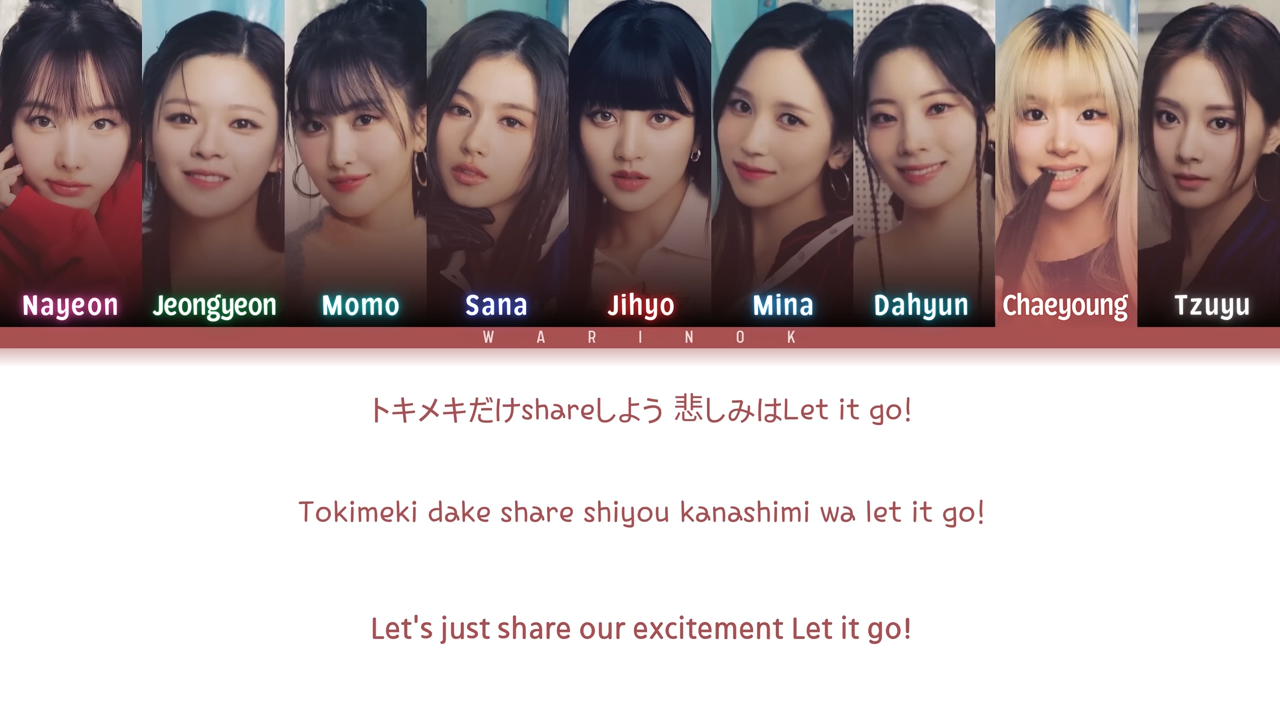 Nayeon Jeongyeon Momo Sana Jihyo Mina Dahyun Chaeyoung Tzuyu
WARINOK
トキメキだけshareしよう 悲しみはLet it go!
Tokimeki dake share shiyou kanashimi wa let it go!
Let's just share our excitement Let it go!